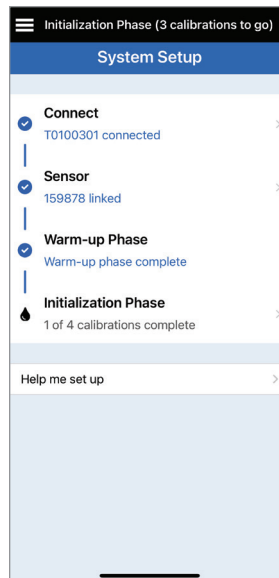 Initialization Phase (3 calibrations to go)
System Setup
Connect
T0100301 connected
Sensor
159878 linked
Warm-up Phase
Warm-up phase complete
Initialization Phase
1 of 4 calibrations complete
Help me set up